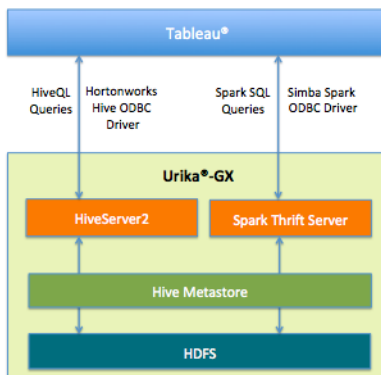 Tableau®
HiveQL
Queries
Hortonworks
Hive ODBC
Driver
Spark SQL
Queries
Simba Spark
ODBC Driver
Urika®-GX
HiveServer2
Spark Thrift Server
Hive Metastore
HDFS